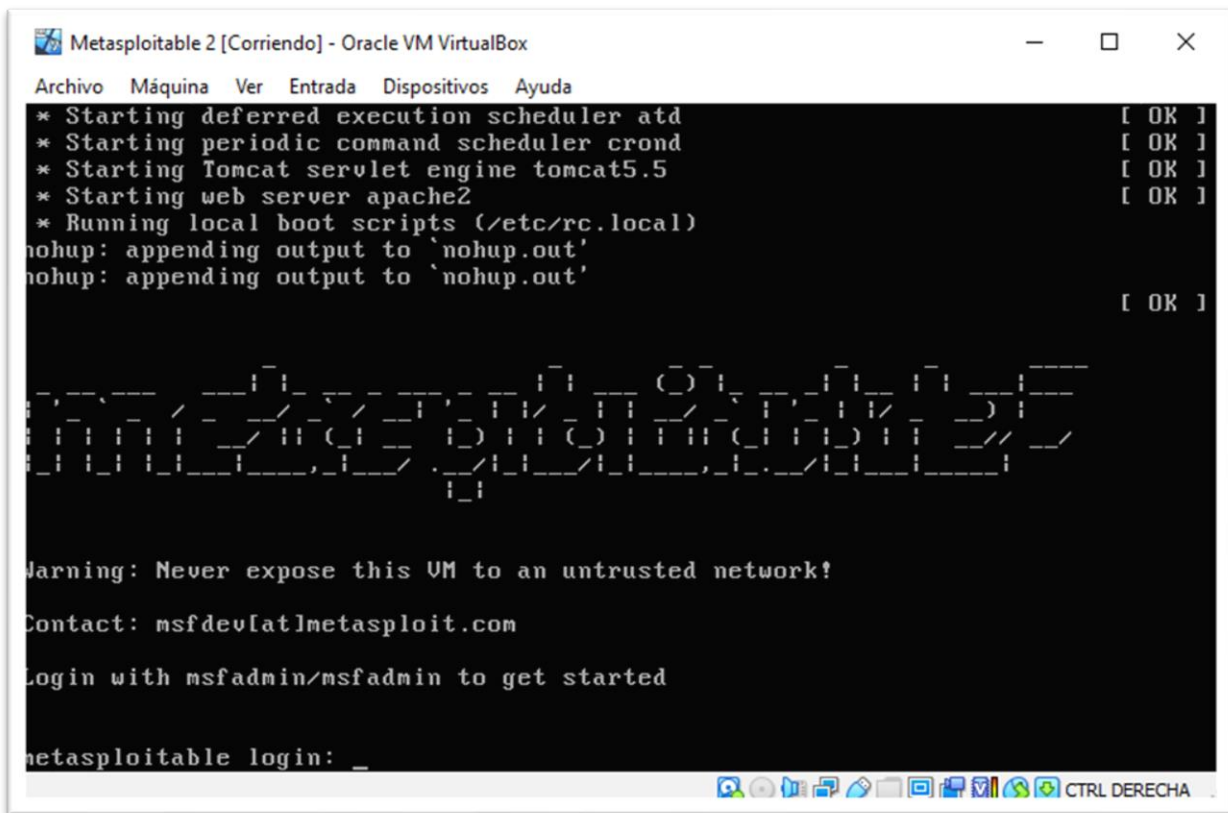 Metasploitable 2 [Corriendo] - Oracle VM VirtualBox
Archivo Máquina Ver Entrada Dispositivos Ayuda
* Starting deferred execution scheduler atd [ OK ]
* Starting periodic command scheduler crond [ OK ]
* Starting Tomcat servlet engine tomcat5.5 [ OK ]
* Starting web server apache2 [ OK ]
* Running local boot scripts (/etc/rc.local)
nohup: appending output to `nohup.out'
nohup: appending output to `nohup.out'
[ OK ]
metasploitable2
Warning: Never expose this VM to an untrusted network!
Contact: msfdev[at]metasploit.com
Login with msfadmin/msfadmin to get started
metasploitable login: _
CTRL DERECHA